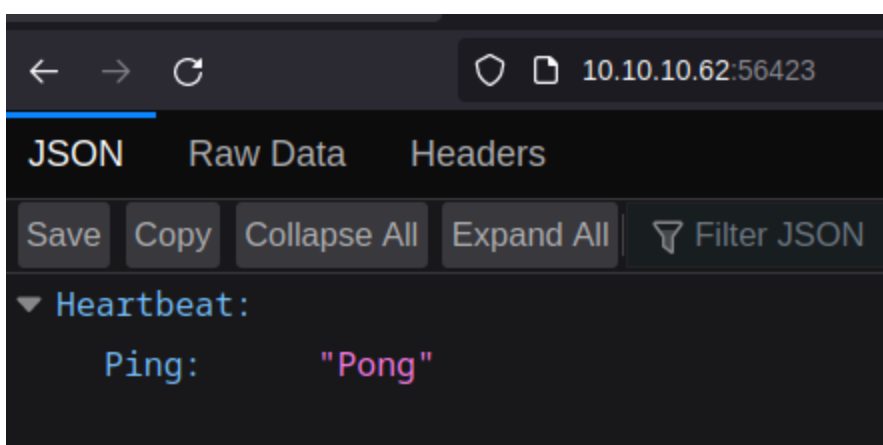 10.10.10.62:56423
JSON Raw Data Headers
Save Copy Collapse All Expand All Filter JSON
Heartbeat:
Ping: "Pong"